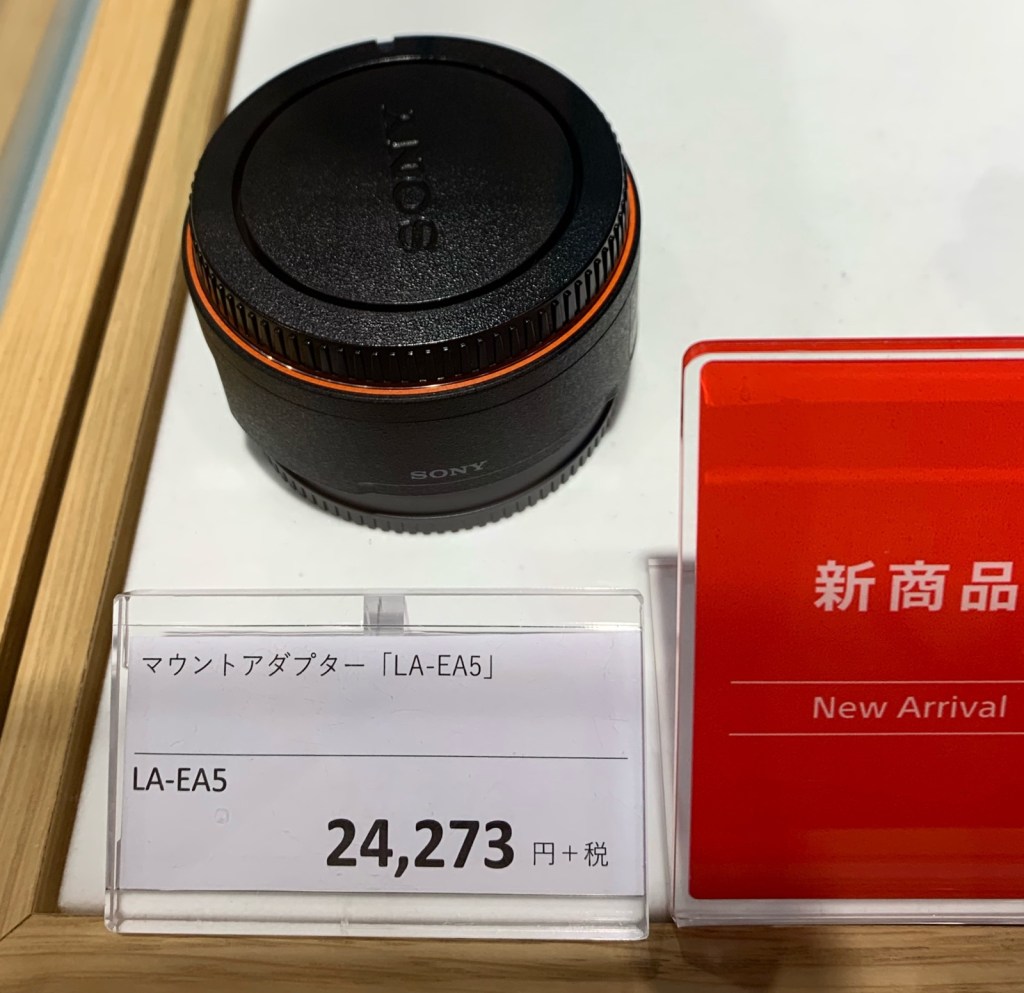 SONY
SONY
マウントアダプター「LA-EA5」
LA-EA5
24,273 円+税
新商品
New Arrival